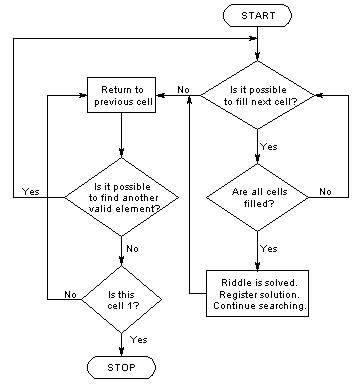 START
Is it possible
to fill next cell?
No
Return to
previous cell
Yes
Is it possible
to find another
valid element?
Yes
Are all cells
filled?
No
No
Yes
Is this
cell 1?
No
Riddle is solved.
Register solution.
Continue searching.
Yes
STOP